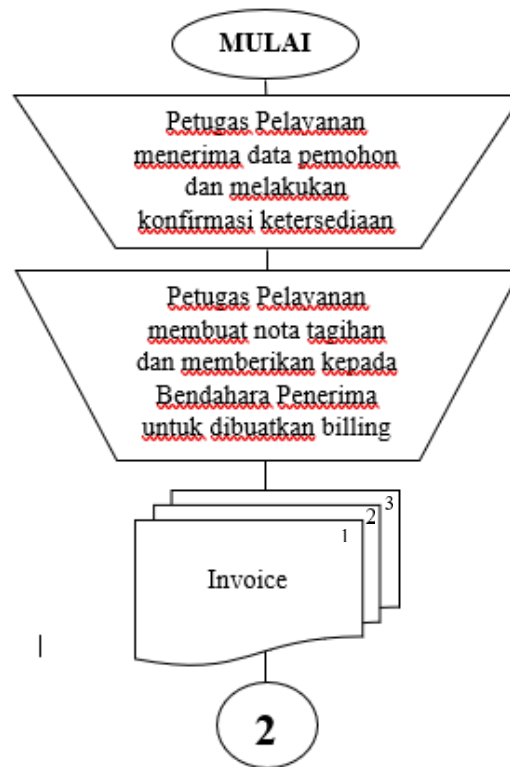 MULAI
Petugas Pelayanan
menerima data pemohon
dan melakukan
konfirmasi ketersediaan
Petugas Pelayanan
membuat nota tagihan
dan memberikan kepada
Bendahara Penerima
untuk dibuatkan billing
3
2
1
Invoice
2